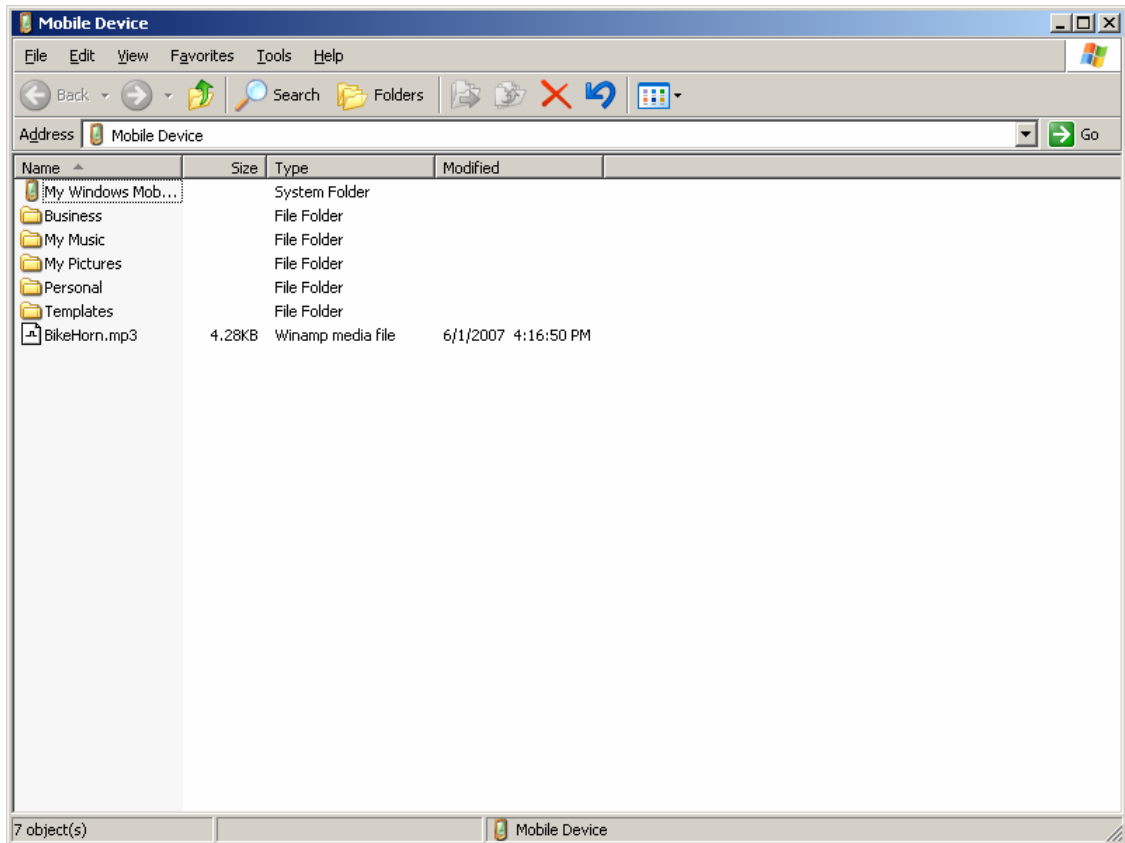 Mobile Device
File Edit View Favorites Tools Help
Back Search Folders
Address Mobile Device Go
Name Size Type Modified
My Windows Mob... System Folder
Business File Folder
My Music File Folder
My Pictures File Folder
Personal File Folder
Templates File Folder
BikeHorn.mp3 4.28KB Winamp media file 6/1/2007 4:16:50 PM
7 object(s) Mobile Device